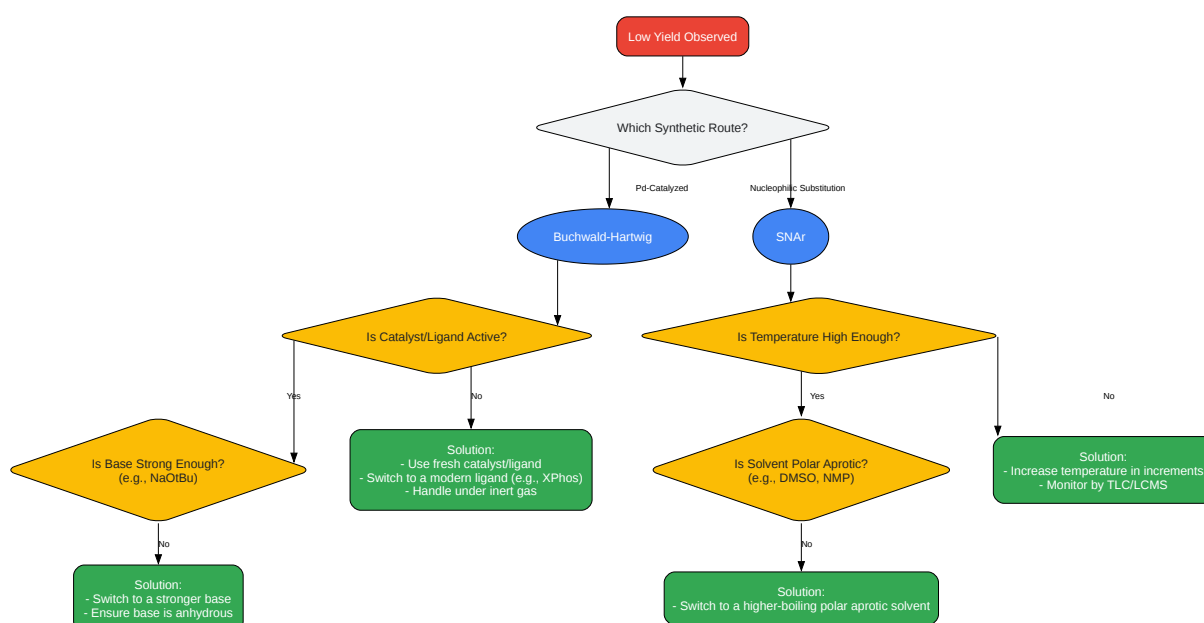 Low Yield Observed
Which Synthetic Route?
Pd-Catalyzed
Nucleophilic Substitution
Buchwald-Hartwig
SNAr
Is Catalyst/Ligand Active?
Is Temperature High Enough?
Yes
No
Yes
No
Is Base Strong Enough?
(e.g., NaOtBu)
Solution:
- Use fresh catalyst/ligand
- Switch to a modern ligand (e.g., XPhos)
- Handle under inert gas
Is Solvent Polar Aprotic?
(e.g., DMSO, NMP)
Solution:
- Increase temperature in increments
- Monitor by TLC/LCMS
No
No
Solution:
- Switch to a stronger base
- Ensure base is anhydrous
Solution:
- Switch to a higher-boiling polar aprotic solvent